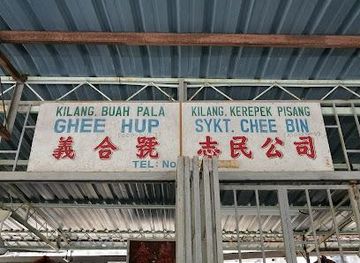 KILANG. BUAH PALA
GHEE HUP
義合號
TEL: No
KILANG. KEREPEK PISANG
SYKT. CHEE BIN
志民公司